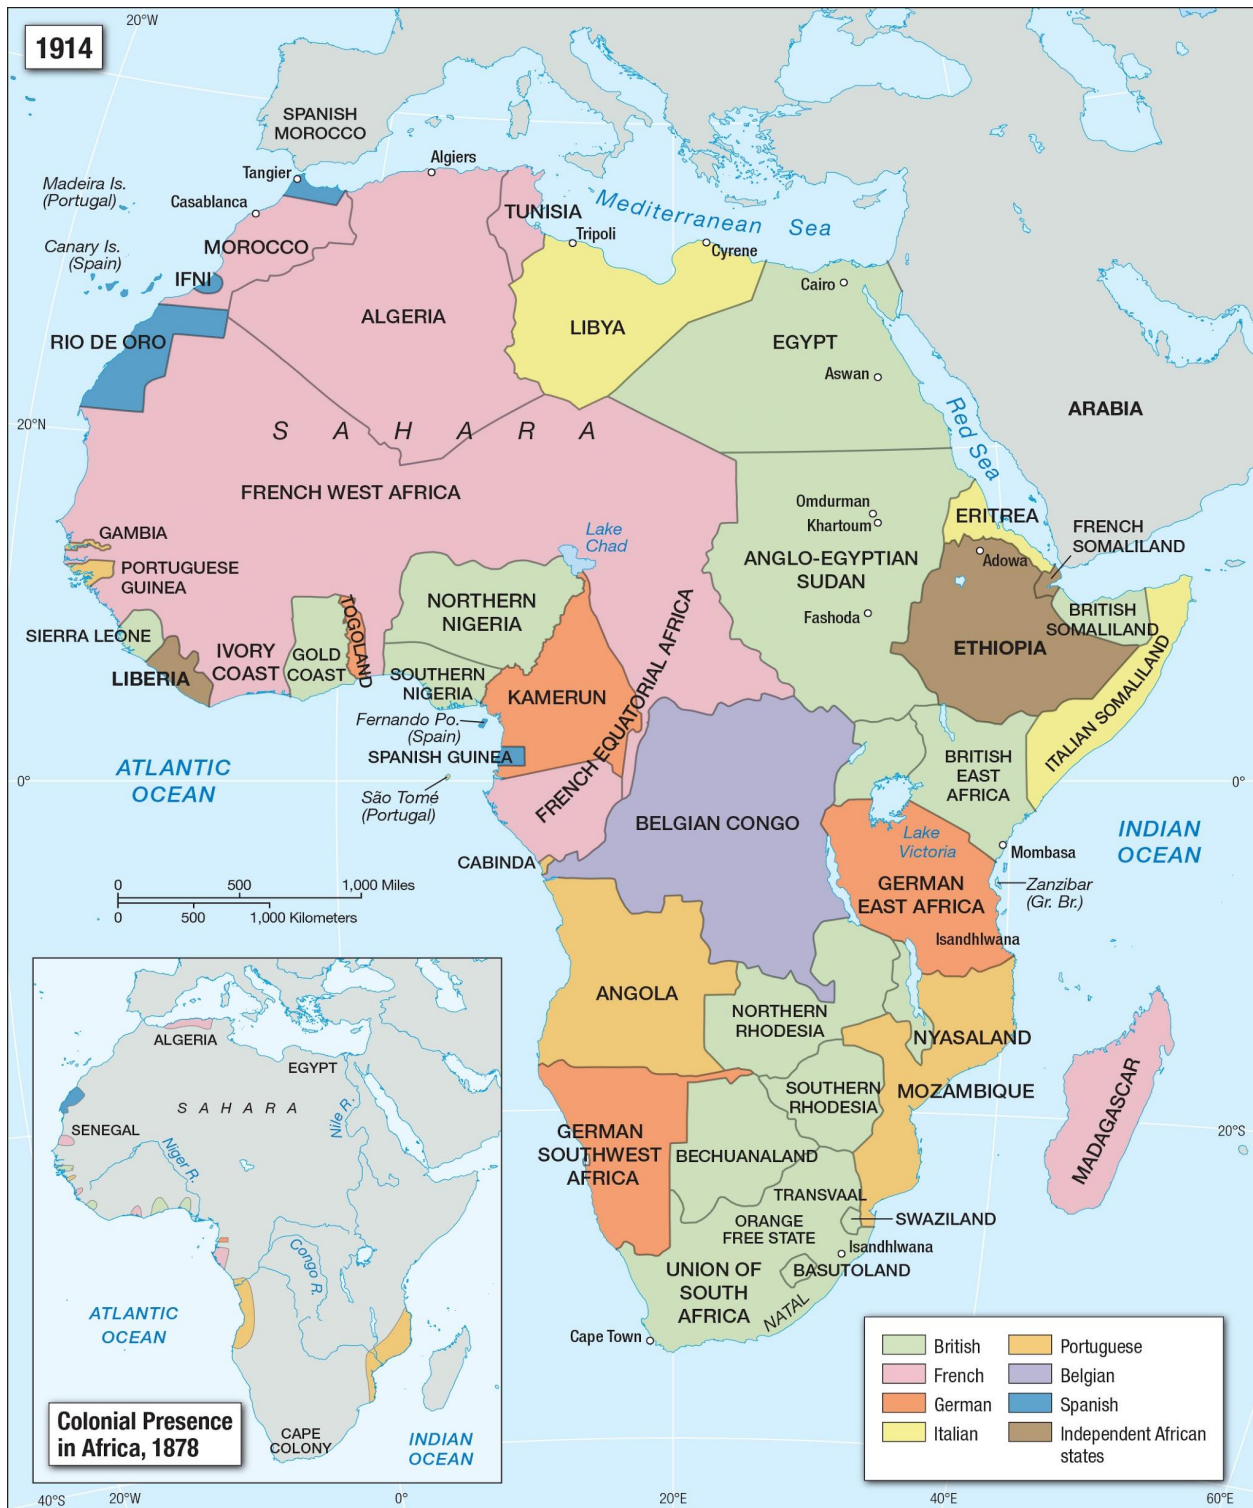 1914
20°W
SPANISH
MOROCCO
Algiers
Tangier
Madeira Is.
(Portugal)
Casablanca
TUNISIA
Mediterranean Sea
Tripoli
Cyrene
Canary Is.
(Spain)
MOROCCO
IFNI
Cairo
ALGERIA
LIBYA
EGYPT
RIO DE ORO
Aswan
ARABIA
Red Sea
20°N
SAHARA
FRENCH WEST AFRICA
Omdurman
Khartoum
ERITREA
FRENCH
SOMALILAND
GAMBIA
Lake
Chad
ANGLO-EGYPTIAN
SUDAN
Adowa
PORTUGUESE
GUINEA
NORTHERN
NIGERIA
Fashoda
BRITISH
SOMALILAND
SIERRA LEONE
TOGOLAND
IVORY
COAST
GOLD
COAST
ETHIOPIA
LIBERIA
SOUTHERN
NIGERIA
KAMERUN
FRENCH EQUATORIAL AFRICA
ITALIAN SOMALILAND
Fernando Po.
(Spain)
SPANISH GUINEA
BRITISH
EAST
AFRICA
ATLANTIC
OCEAN
0°
0°
São Tomé
(Portugal)
BELGIAN CONGO
Lake
Victoria
INDIAN
OCEAN
Mombasa
CABINDA
GERMAN
EAST AFRICA
Zanzibar
(Gr. Br.)
0 500 1,000 Miles
0 500 1,000 Kilometers
Isandhlwana
ANGOLA
NORTHERN
RHODESIA
NYASALAND
MOZAMBIQUE
SOUTHERN
RHODESIA
MADAGASCAR
20°S
GERMAN
SOUTHWEST
AFRICA
BECHUANALAND
TRANSVAAL
SWAZILAND
ORANGE
FREE STATE
Isandhlwana
BASUTOLAND
UNION OF
SOUTH
AFRICA
NATAL
Cape Town
ALGERIA
EGYPT
SAHARA
Nile R.
SENEGAL
Niger R.
Congo R.
ATLANTIC
OCEAN
CAPE
COLONY
INDIAN
OCEAN
Colonial Presence
in Africa, 1878
British
French
German
Italian
Portuguese
Belgian
Spanish
Independent African
states
40°S
20°W
0°
20°E
40°E
60°E